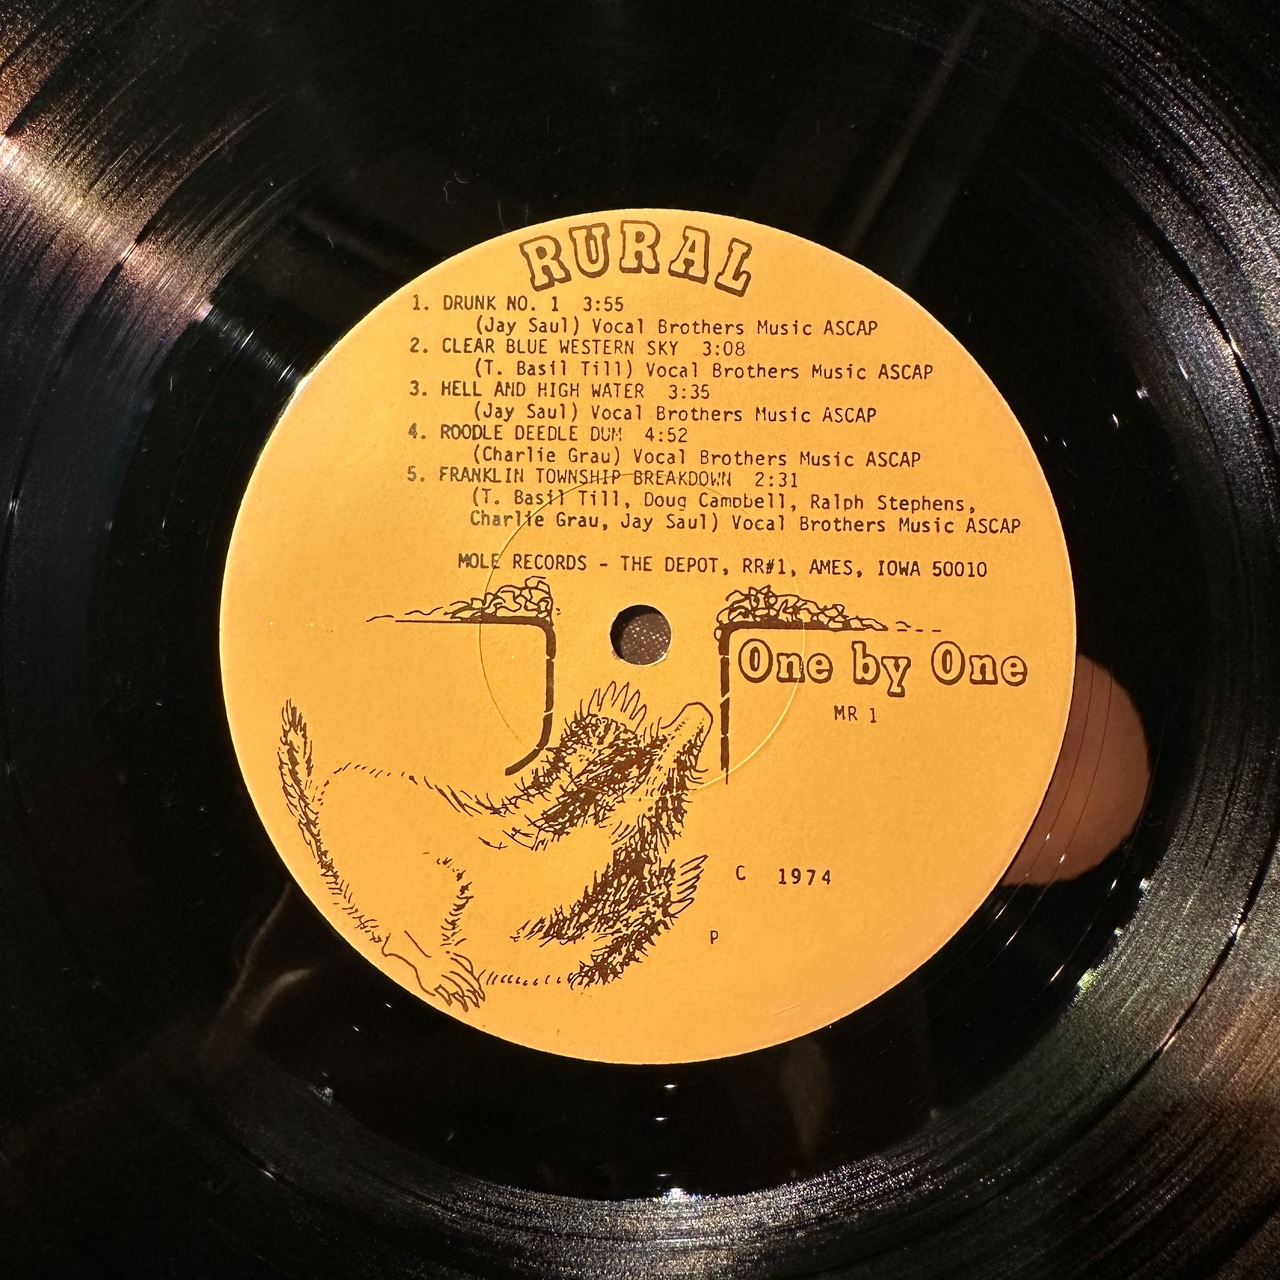 RURAL
1. DRUNK NO. 1 3:55
(Jay Saul) Vocal Brothers Music ASCAP
2. CLEAR BLUE WESTERN SKY 3:08
(T. Basil Till) Vocal Brothers Music ASCAP
3. HELL AND HIGH WATER 3:35
(Jay Saul) Vocal Brothers Music ASCAP
4. ROODLE DEEDLE DUM 4:52
(Charlie Grau) Vocal Brothers Music ASCAP
5. FRANKLIN TOWNSHIP BREAKDOWN 2:31
(T. Basil Till, Doug Campbell, Ralph Stephens,
Charlie Grau, Jay Saul) Vocal Brothers Music ASCAP
MOLE RECORDS - THE DEPOT, RR#1, AMES, IOWA 50010
One by One
MR 1
C 1974
P